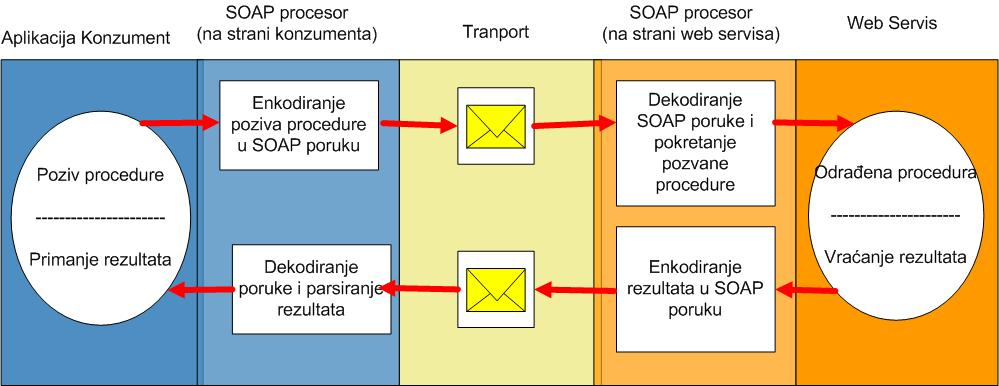 Aplikacija Konzument
SOAP procesor
(na strani konzumenta)
Tranport
SOAP procesor
(na strani web servisa)
Web Servis
Poziv procedure
----------------------
Primanje rezultata
Enkodiranje
poziva procedure
u SOAP poruku
Dekodiranje
poruke i parsiranje
rezultata
Dekodiranje
SOAP poruke i
pokretanje
pozvane
procedure
Enkodiranje
rezultata u SOAP
poruku
Odrađena procedura
----------------------
Vraćanje rezultata